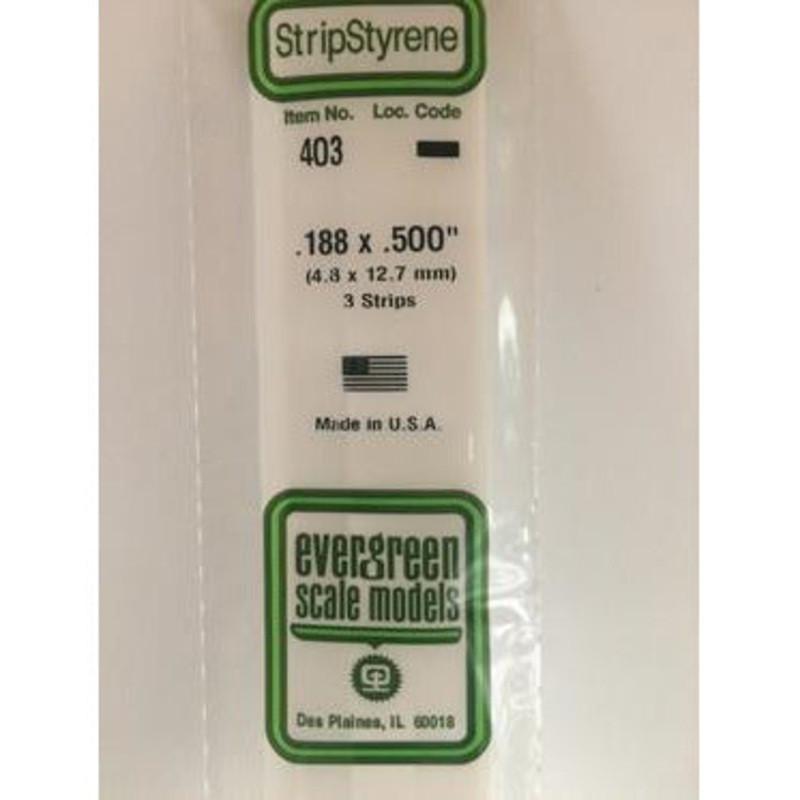 StripStyrene
Item No. Loc. Code
403
.188 x .500"
(4.8 x 12.7 mm)
3 Strips
Made in U.S.A.
evergreen
scale models
Des Plaines, IL 60018